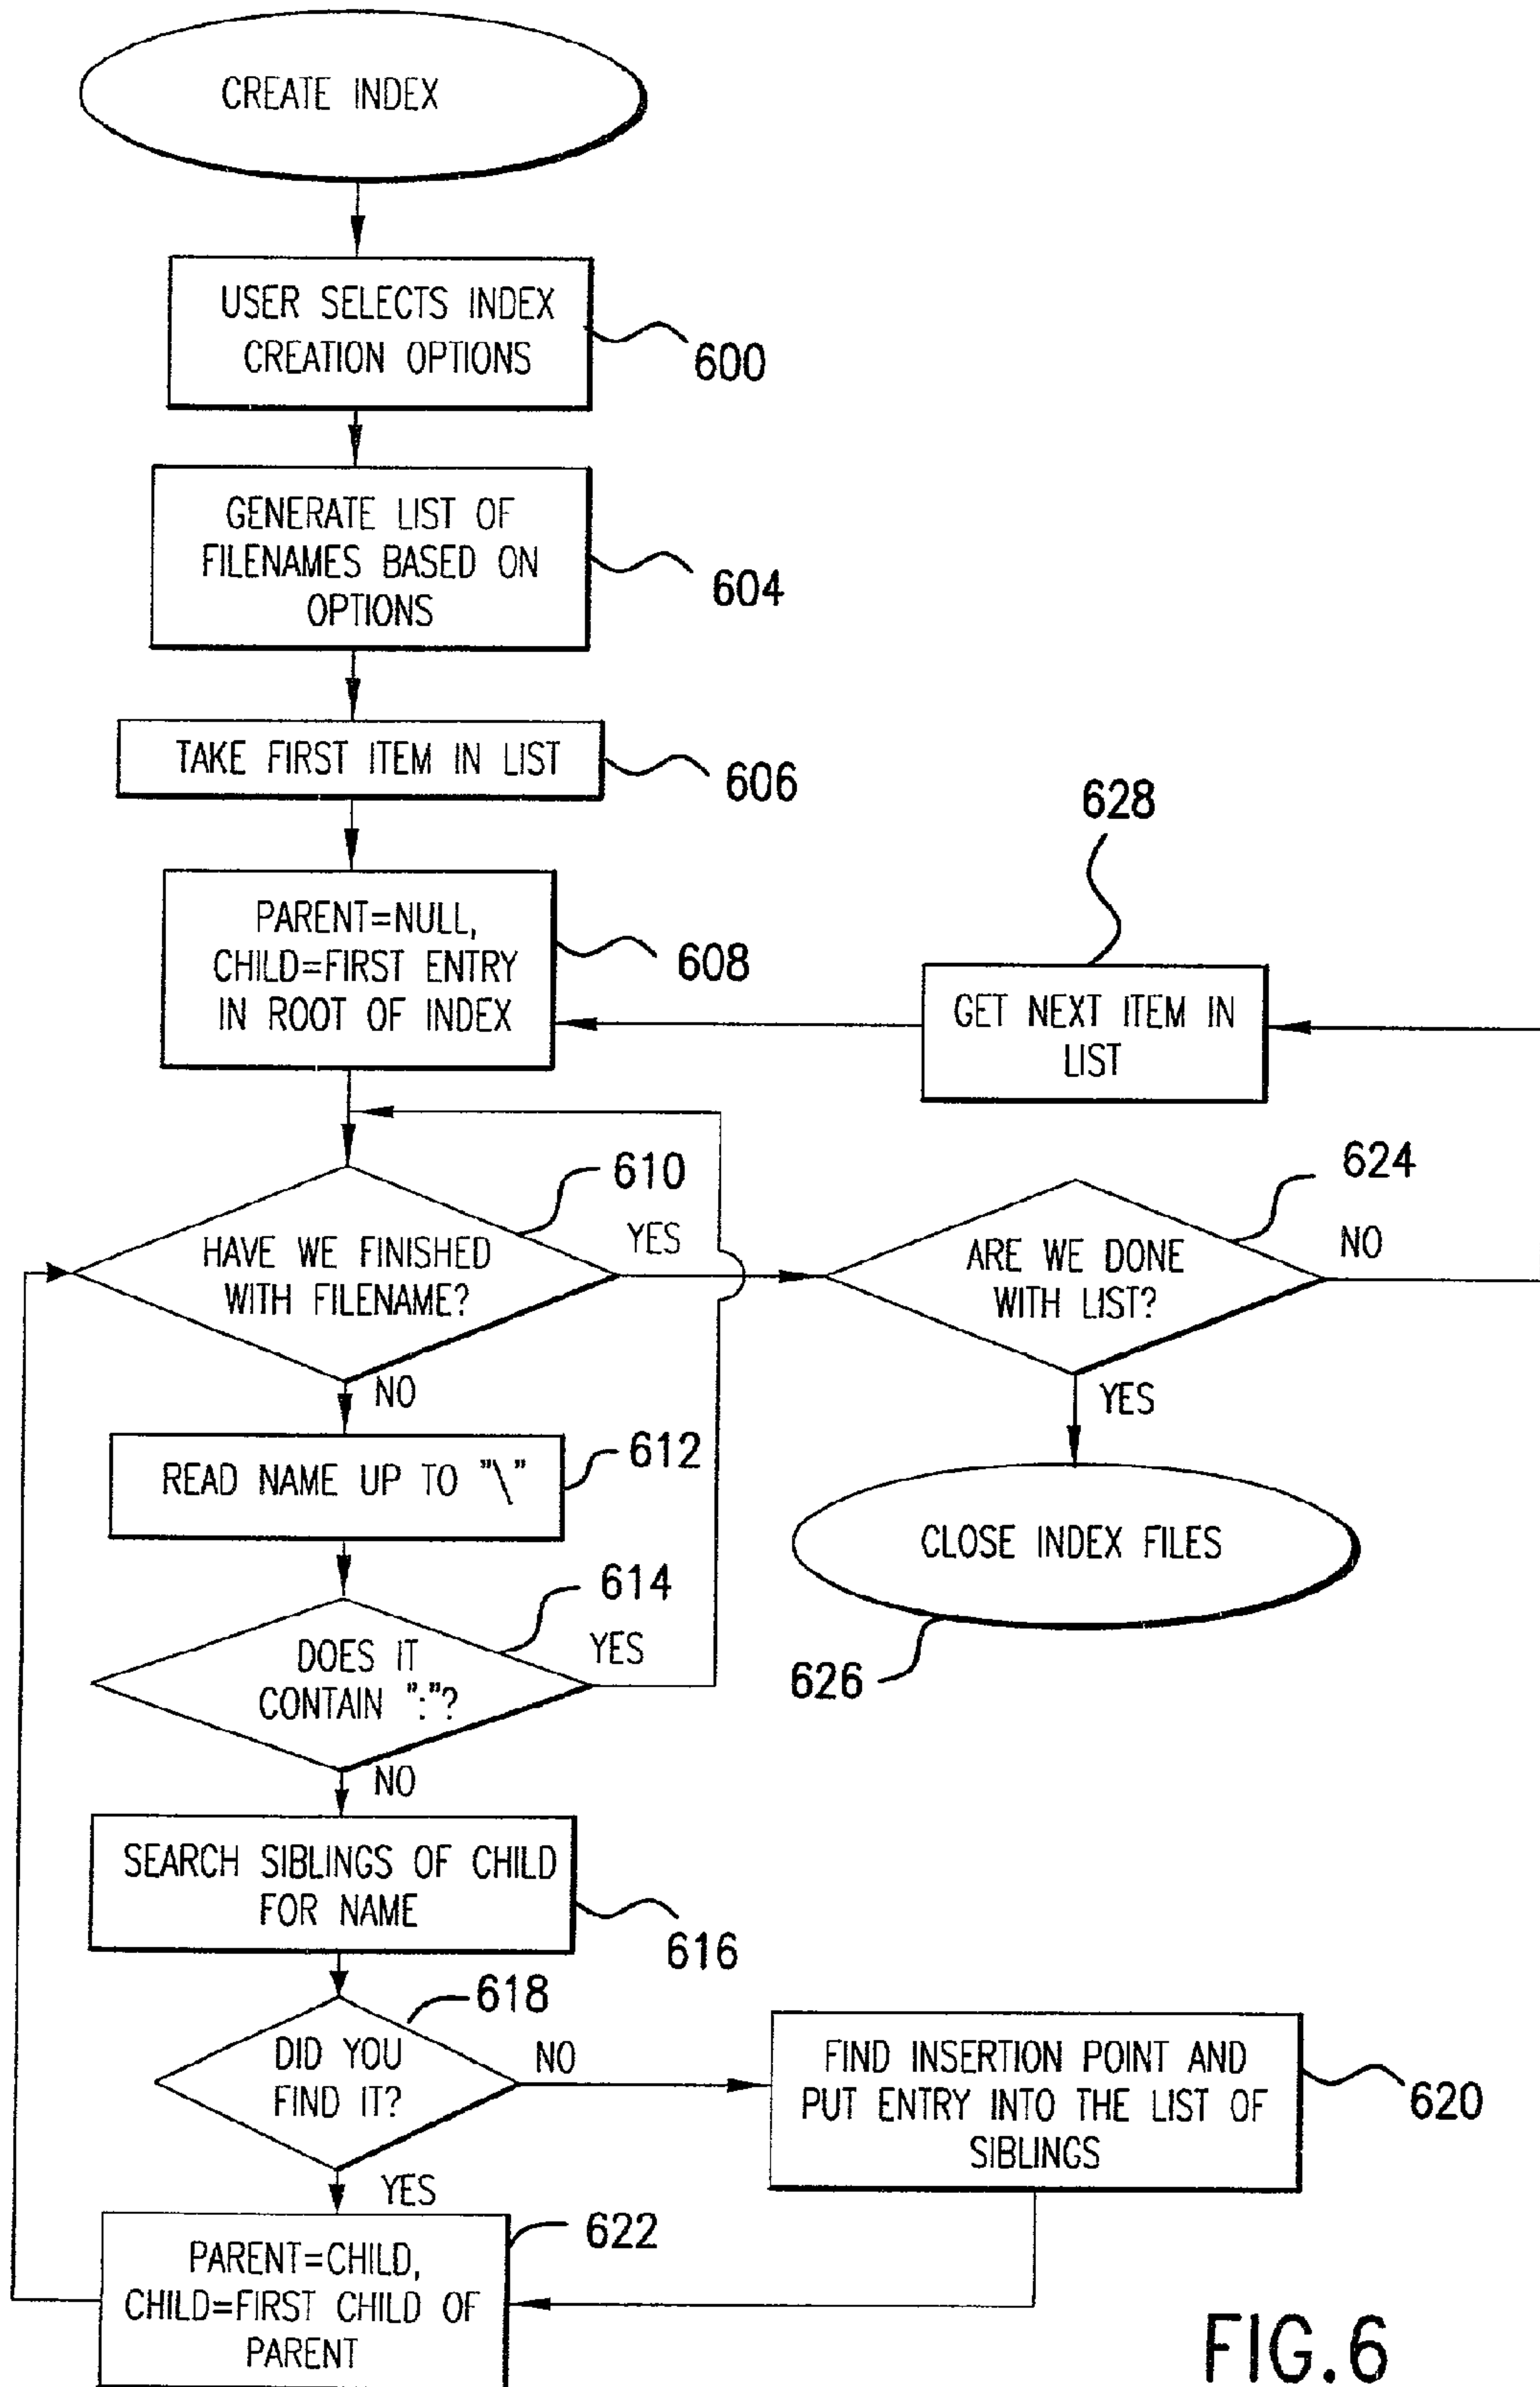 CREATE INDEX
USER SELECTS INDEX
CREATION OPTIONS
600
GENERATE LIST OF
FILENAMES BASED ON
OPTIONS
604
TAKE FIRST ITEM IN LIST
606
628
PARENT=NULL,
CHILD=FIRST ENTRY
IN ROOT OF INDEX
608
GET NEXT ITEM IN
LIST
610
HAVE WE FINISHED
WITH FILENAME?
YES
NO
624
ARE WE DONE
WITH LIST?
NO
YES
READ NAME UP TO "\"
612
CLOSE INDEX FILES
626
614
DOES IT
CONTAIN ":"?
YES
NO
SEARCH SIBLINGS OF CHILD
FOR NAME
616
618
DID YOU
FIND IT?
NO
YES
FIND INSERTION POINT AND
PUT ENTRY INTO THE LIST OF
SIBLINGS
620
622
PARENT=CHILD,
CHILD=FIRST CHILD OF
PARENT
FIG.6